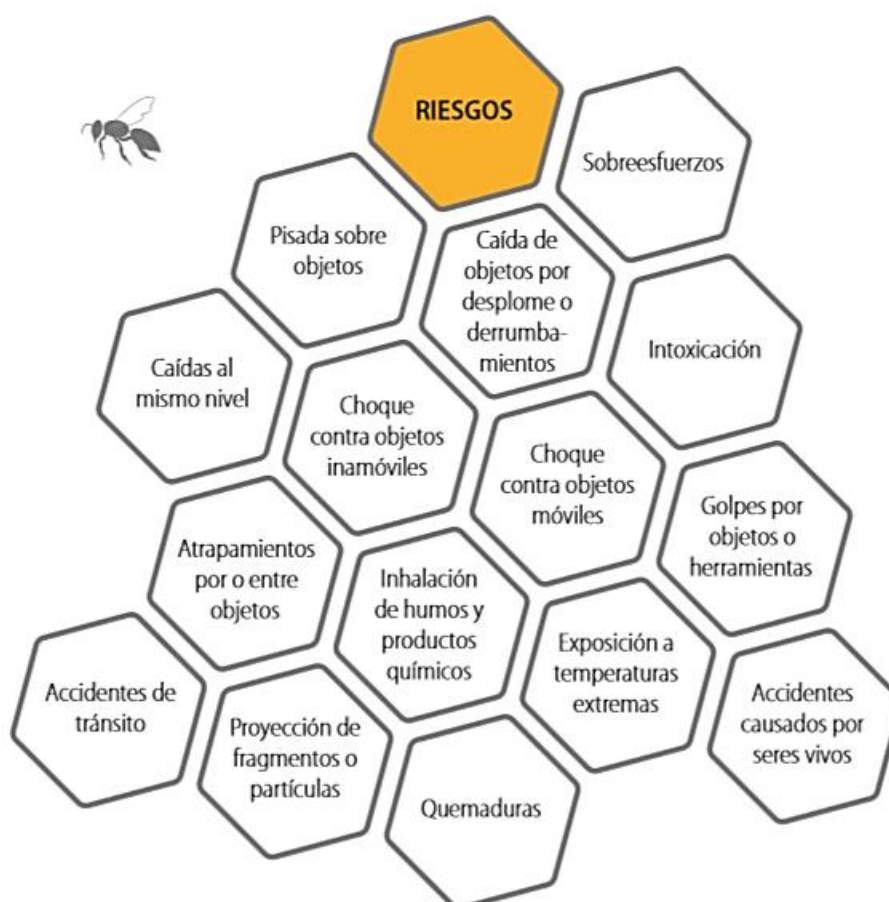 RIESGOS
Sobreesfuerzos
Pisada sobre
objetos
Caída de
objetos por
desplome o
derrumba-
mientos
Intoxicación
Caídas al
mismo nivel
Choque
contra objetos
inamóviles
Choque
contra objetos
móviles
Golpes por
objetos o
herramientas
Atrapamientos
por o entre
objetos
Inhalación
de humos y
productos
químicos
Exposición a
temperaturas
extremas
Accidentes
causados por
seres vivos
Accidentes de
tránsito
Proyección de
fragmentos o
partículas
Quemaduras